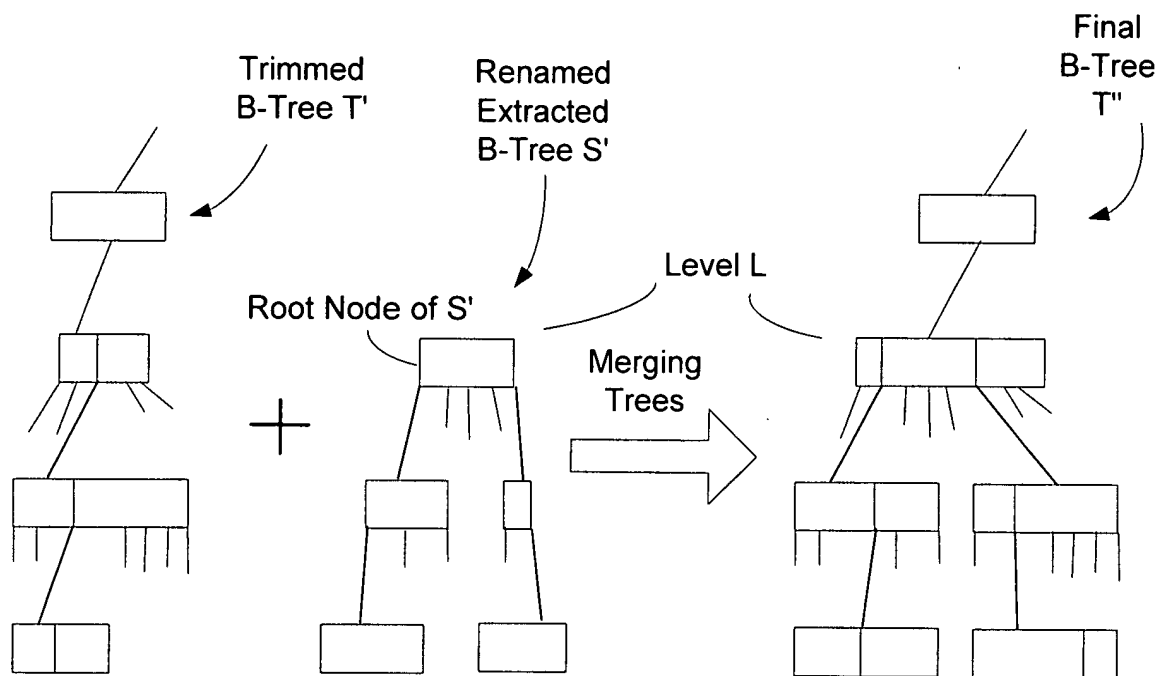 Trimmed
B-Tree T'
Renamed
Extracted
B-Tree S'
Final
B-Tree
T"
Root Node of S'
Level L
Merging
Trees